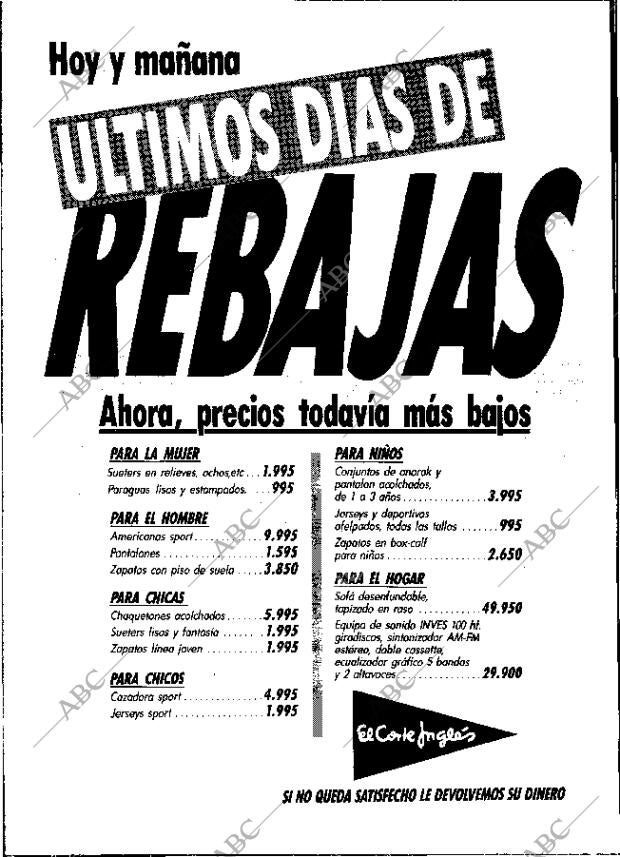 Hoy y mañana
ULTIMOS DIAS DE
REBAJAS
Ahora, precios todavía más bajos
PARA LA MUJER
Sueters en relieves, ochos,etc ... 1.995
Paraguas lisos y estampados. ... 995
PARA EL HOMBRE
Americanas sport ............ 9.995
Pantalones .................. 1.595
Zapatos con piso de suela ..... 3.850
PARA CHICAS
Chaquetones acolchados ....... 5.995
Sueters lisos y fantasía ........ 1.995
Zapatos línea joven ........... 1.995
PARA CHICOS
Cazadora sport ............... 4.995
Jerseys sport ................. 1.995
PARA NIÑOS
Conjuntos de anorak y
pantalon acolchados,
de 1 a 3 años ................ 3.995
Jerseys y deportivos
afelpados, todas las tallas ....... 995
Zapatos en box-calf
para niños ................... 2.650
PARA EL HOGAR
Sofá desenfundable,
tapizado en raso ............ 49.950
Equipo de sonido INVES 100 hf.
giradiscos, sintonizador AM-FM
estéreo, doble cassette,
ecualizador gráfico 5 bandas
y 2 altavoces ................ 29.900
El Corte Inglés
SI NO QUEDA SATISFECHO LE DEVOLVEMOS SU DINERO